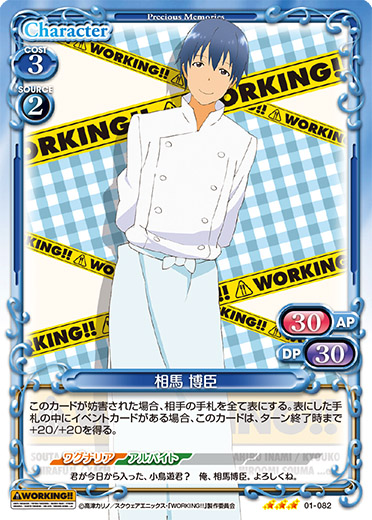 Precious Memories
Character
COST
3
SOURCE
2
WORKING!!
WORKING!!
WORKING!!
WORKING!!
WORKING!!
30 AP
DP 30
相馬 博臣
このカードが妨害された場合、相手の手札を全て表にする。表にした手
札の中にイベントカードがある場合、このカードは、ターン終了時まで
+20/+20を得る。
ワグナリア アルバイト
君が今日から入った、小鳥遊君? 俺、相馬博臣。よろしくね。
WORKING!!
©高津カリノ/スクウェアエニックス・「WORKING!!」製作委員会
01-082